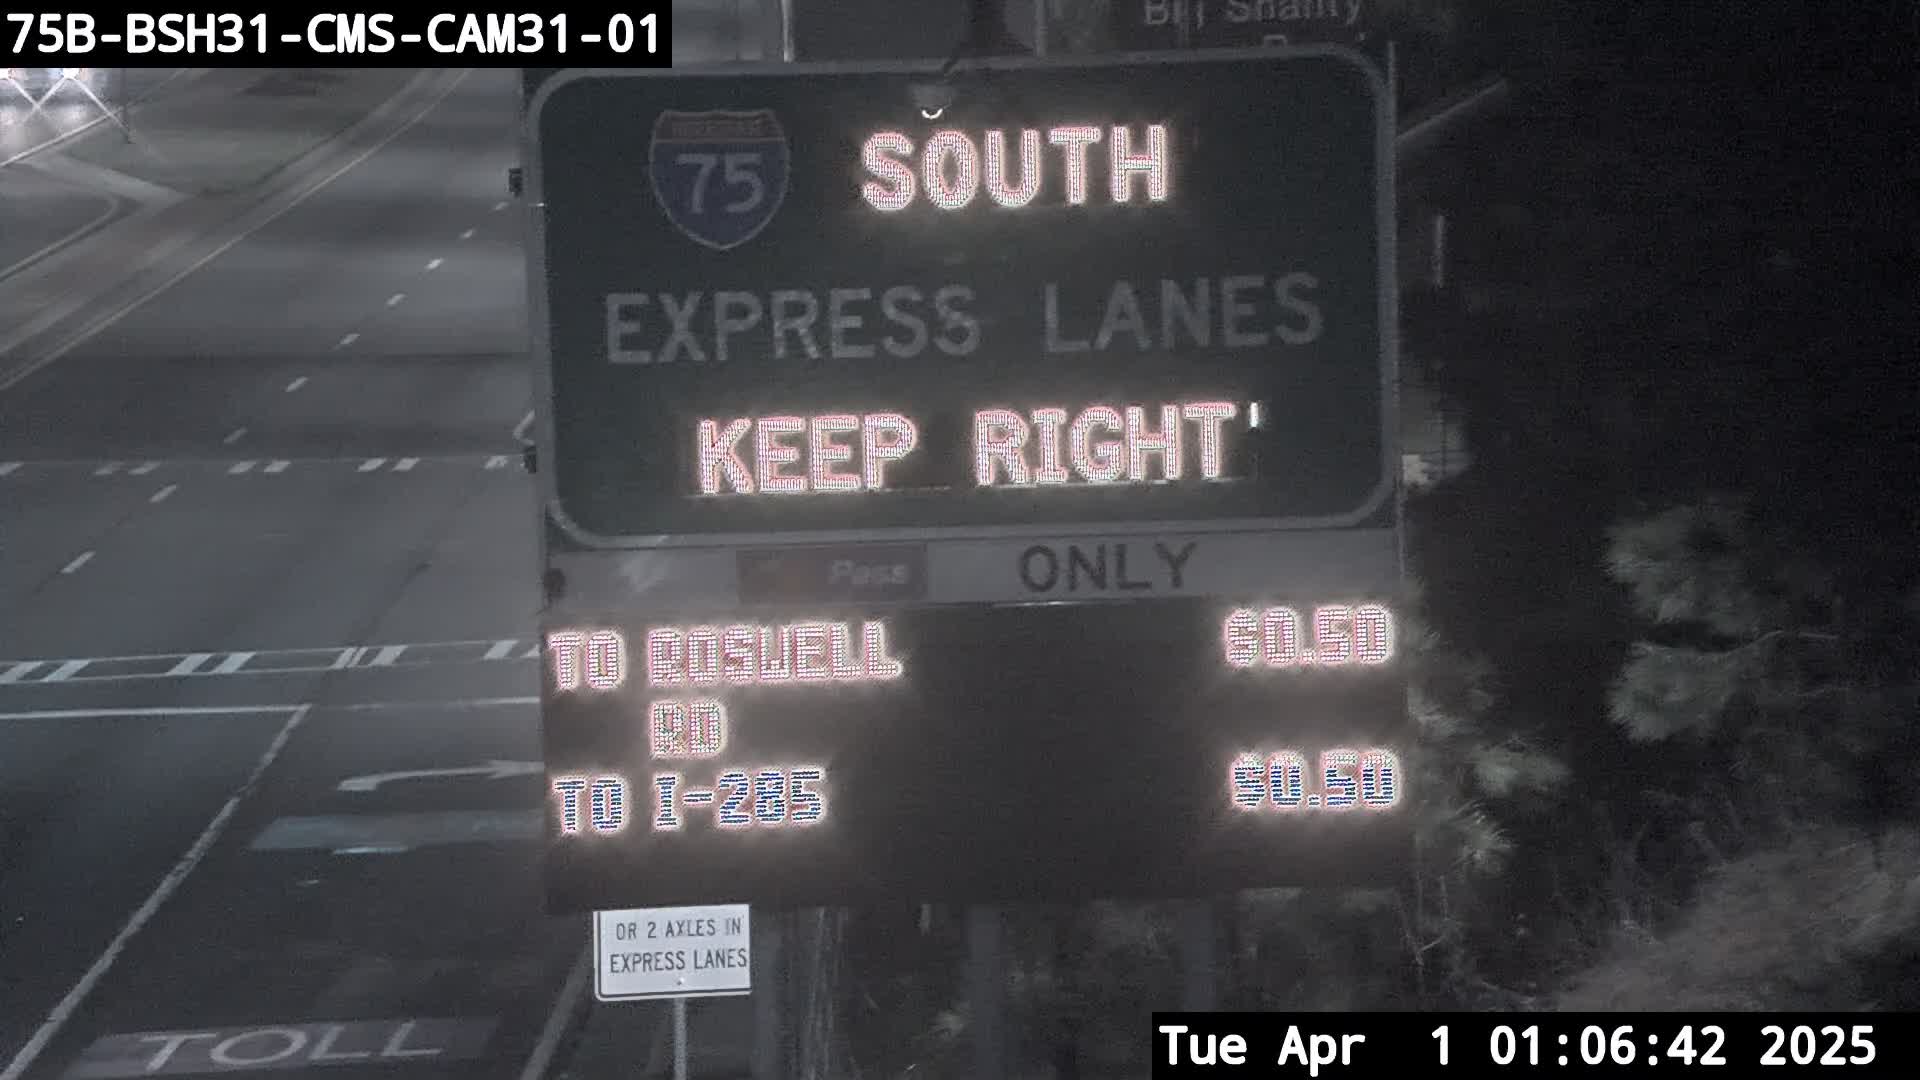 75B-BSH31-CMS-CAM31-01
75 SOUTH
EXPRESS LANES
KEEP RIGHT
Pass ONLY
TO ROSWELL $0.50
RD
TO I-285 $0.50
OR 2 AXLES IN
EXPRESS LANES
TOLL
Tue Apr 1 01:06:42 2025